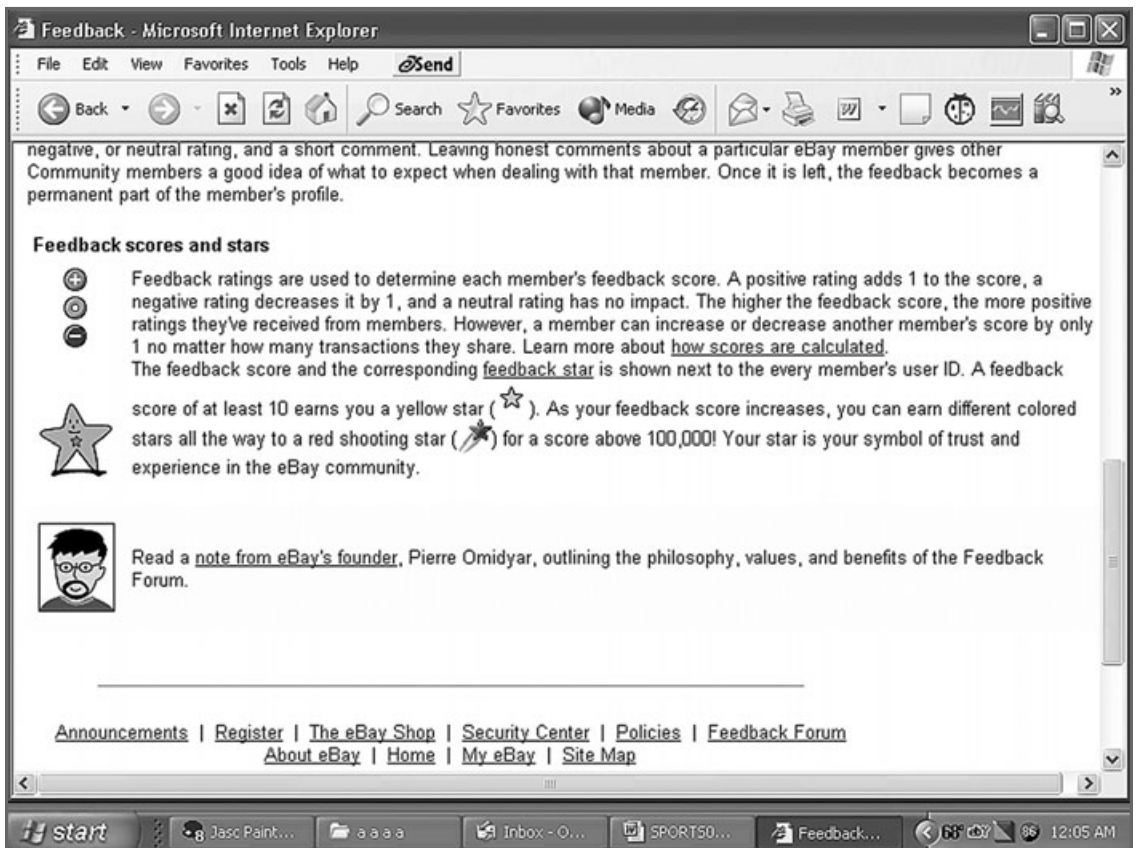 Feedback - Microsoft Internet Explorer
File Edit View Favorites Tools Help Send
Back Search Favorites Media
negative, or neutral rating, and a short comment. Leaving honest comments about a particular eBay member gives other
Community members a good idea of what to expect when dealing with that member. Once it is left, the feedback becomes a
permanent part of the member's profile.
Feedback scores and stars
Feedback ratings are used to determine each member's feedback score. A positive rating adds 1 to the score, a
negative rating decreases it by 1, and a neutral rating has no impact. The higher the feedback score, the more positive
ratings they've received from members. However, a member can increase or decrease another member's score by only
1 no matter how many transactions they share. Learn more about how scores are calculated.
The feedback score and the corresponding feedback star is shown next to the every member's user ID. A feedback
score of at least 10 earns you a yellow star ( ). As your feedback score increases, you can earn different colored
stars all the way to a red shooting star ( ) for a score above 100,000! Your star is your symbol of trust and
experience in the eBay community.
Read a note from eBay's founder, Pierre Omidyar, outlining the philosophy, values, and benefits of the Feedback
Forum.
Announcements | Register | The eBay Shop | Security Center | Policies | Feedback Forum
About eBay | Home | My eBay | Site Map
start 8 Jasc Paint... a a a a Inbox - O... SPORTS0... Feedback... 68° 86 12:05 AM